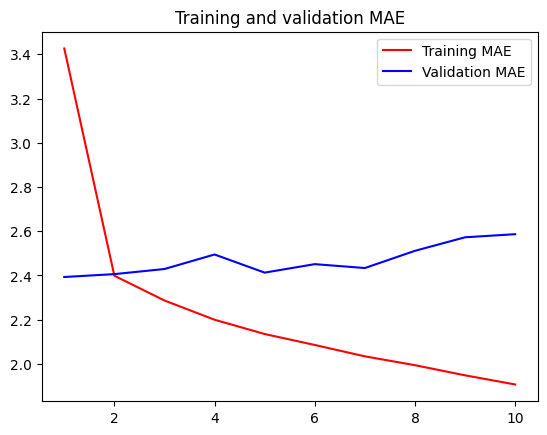 Training and validation MAE
Training MAE
Validation MAE
3.4
3.2
3.0
2.8
2.6
2.4
2.2
2.0
2 4 6 8 10